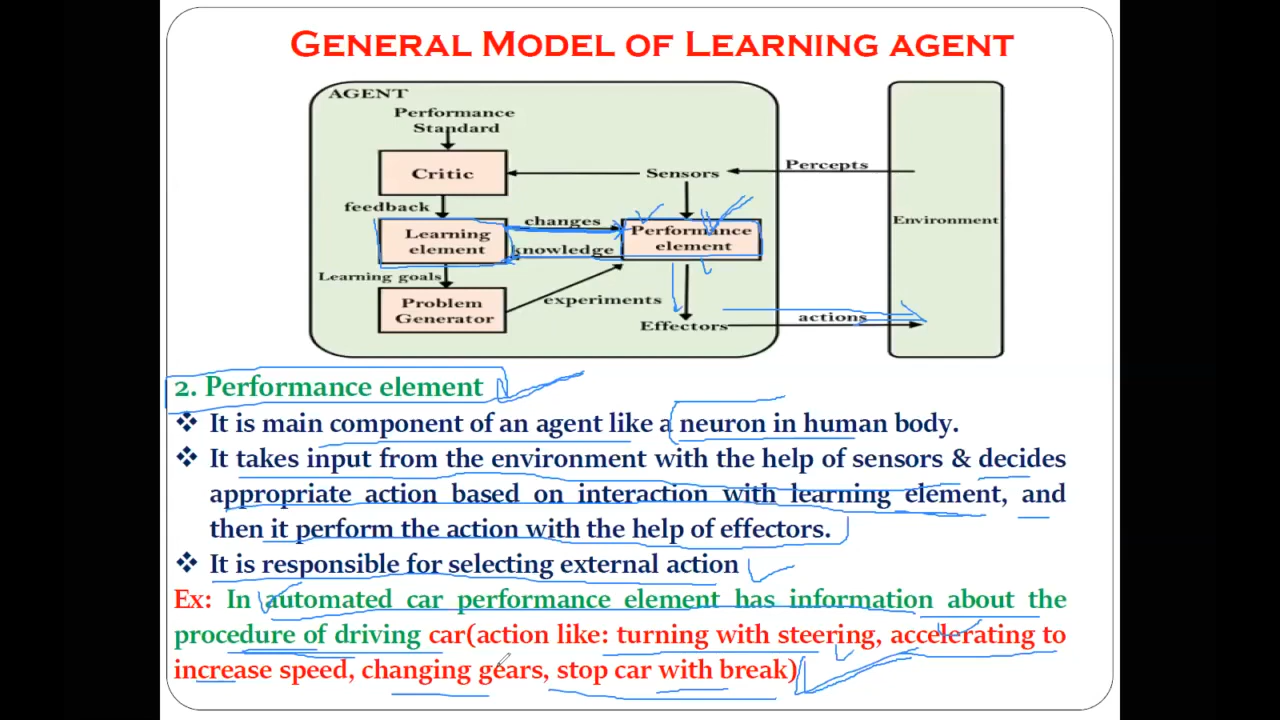 GENERAL MODEL OF LEARNING AGENT
AGENT
Performance
Standard
Critic
Sensors
Percepts
feedback
changes
Environment
Learning
element
Performance
element
knowledge
Learning goals
Problem
Generator
experiments
Effectors
actions
2. Performance element
❖ It is main component of an agent like a neuron in human body.
❖ It takes input from the environment with the help of sensors & decides
appropriate action based on interaction with learning element, and
then it perform the action with the help of effectors.
❖ It is responsible for selecting external action
Ex: In automated car performance element has information about the
procedure of driving car(action like: turning with steering, accelerating to
increase speed, changing gears, stop car with break)